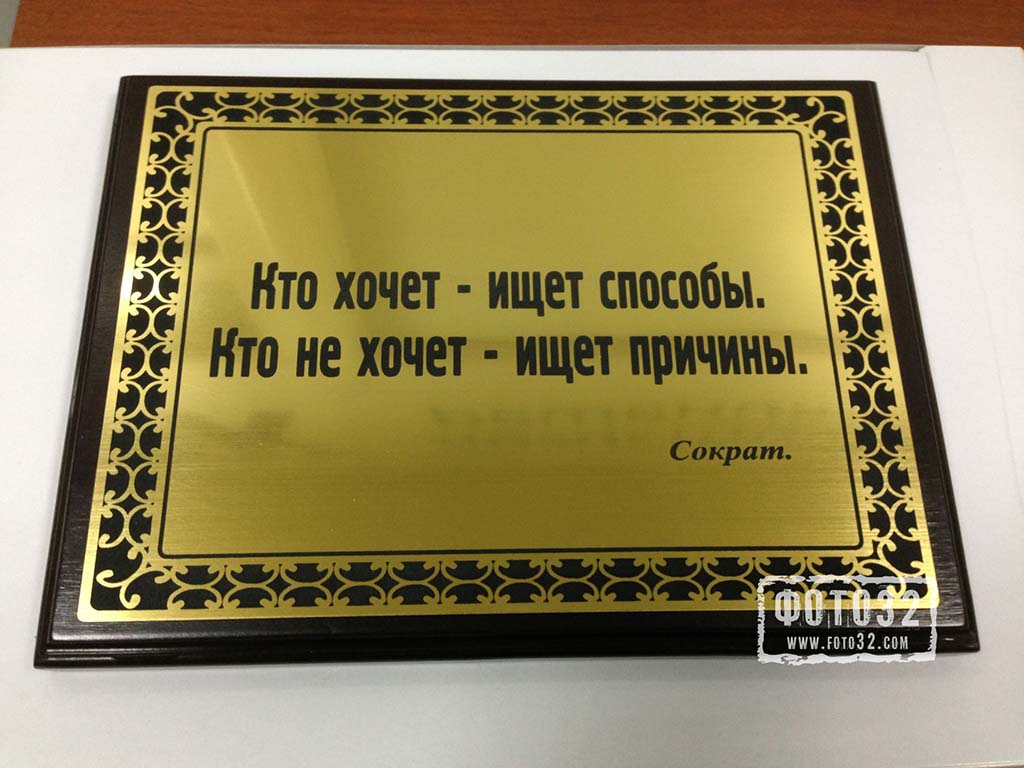 Кто хочет - ищет способы.
Кто не хочет - ищет причины.
Сократ.
ФОТО32
WWW.FOTO32.COM